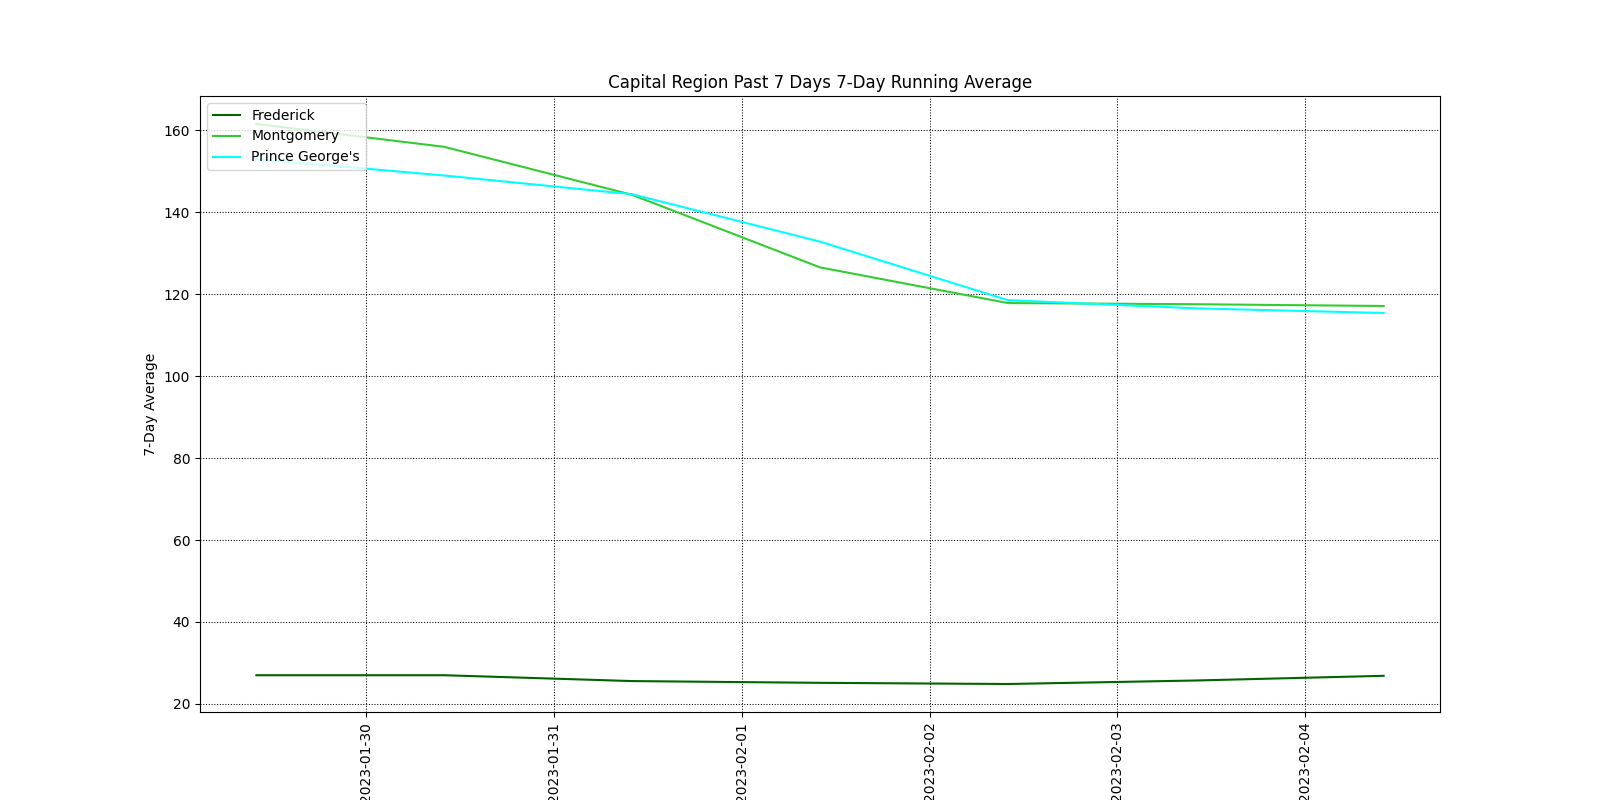 Capital Region Past 7 Days 7-Day Running Average
Frederick
Montgomery
Prince George's
160
140
120
100
80
60
40
20
7-Day Average
2023-01-30
2023-01-31
2023-02-01
2023-02-02
2023-02-03
2023-02-04